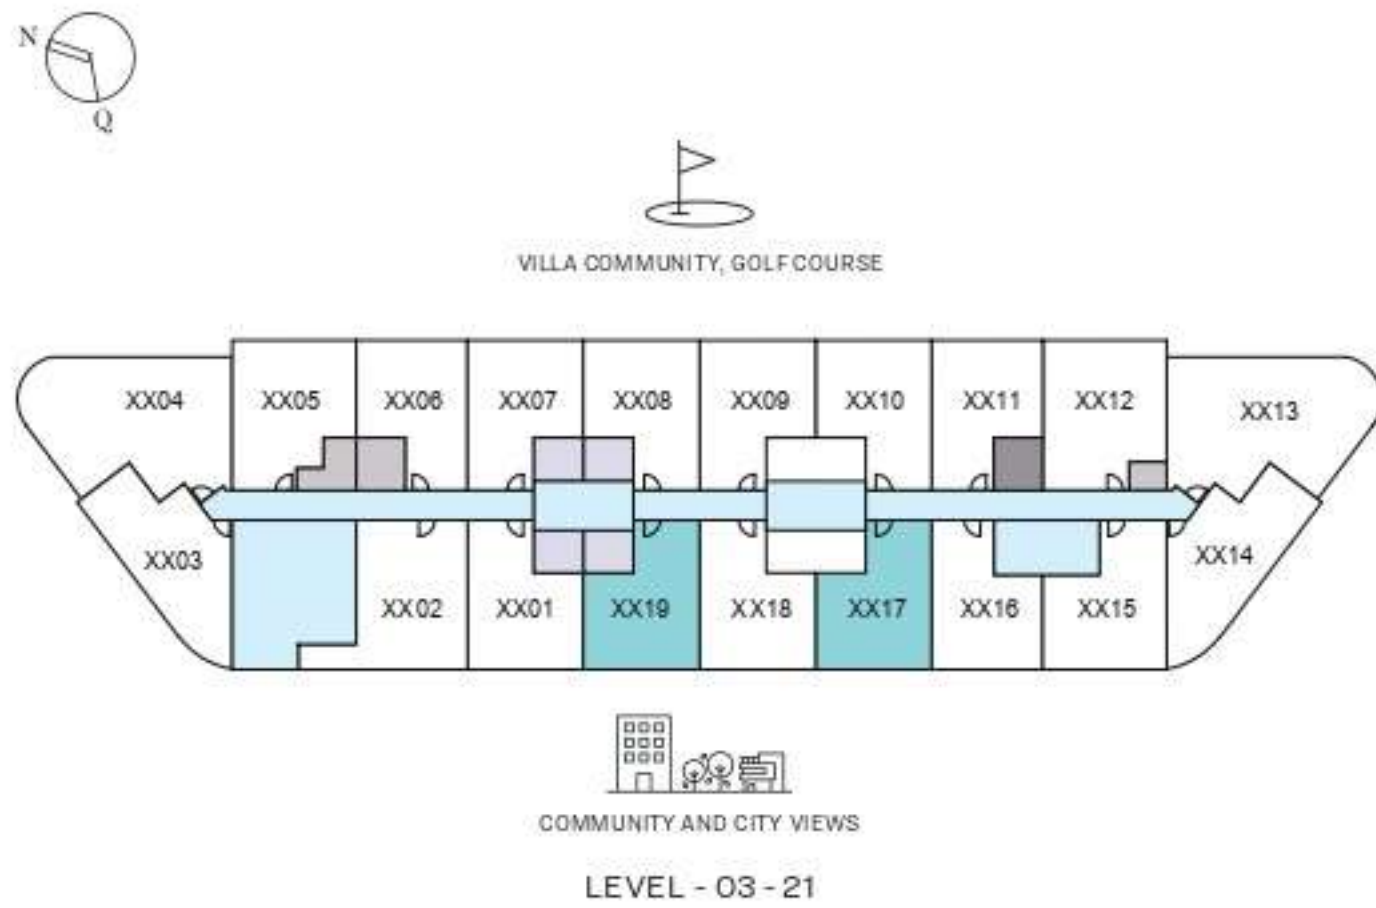 N
Q
VILLA COMMUNITY, GOLF COURSE
XX04
XX05
XX06
XX07
XX08
XX09
XX10
XX11
XX12
XX13
XX03
XX02
XX01
XX19
XX18
XX17
XX16
XX15
XX14
COMMUNITY AND CITY VIEWS
LEVEL - 03 - 21